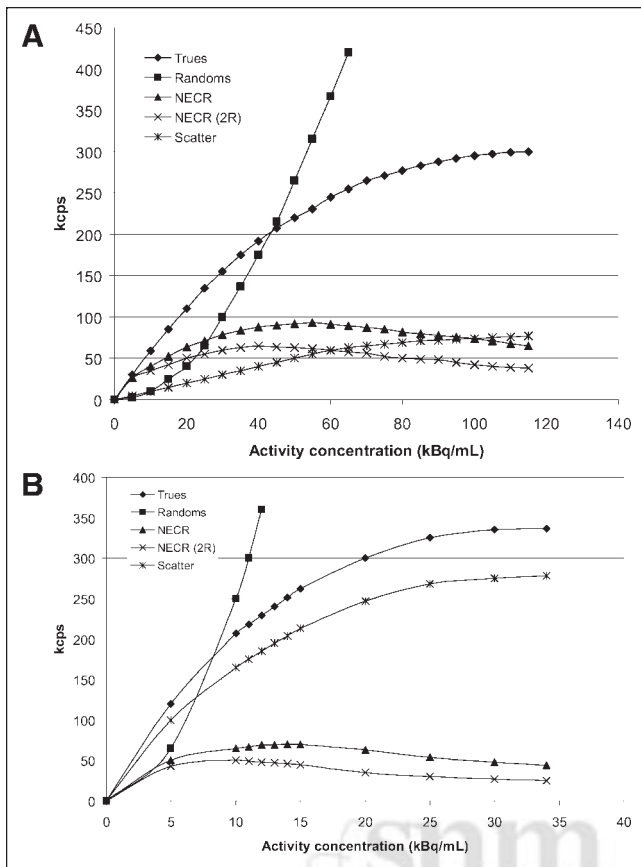 A
450
400
350
300
250
200
150
100
50
0
kcps
Trues
Randoms
NECR
NECR (2R)
Scatter
0 20 40 60 80 100 120 140
Activity concentration (kBq/mL)
B
400
350
300
250
200
150
100
50
0
kcps
Trues
Randoms
NECR
NECR (2R)
Scatter
0 5 10 15 20 25 30 35 40
Activity concentration (kBq/mL)
snm